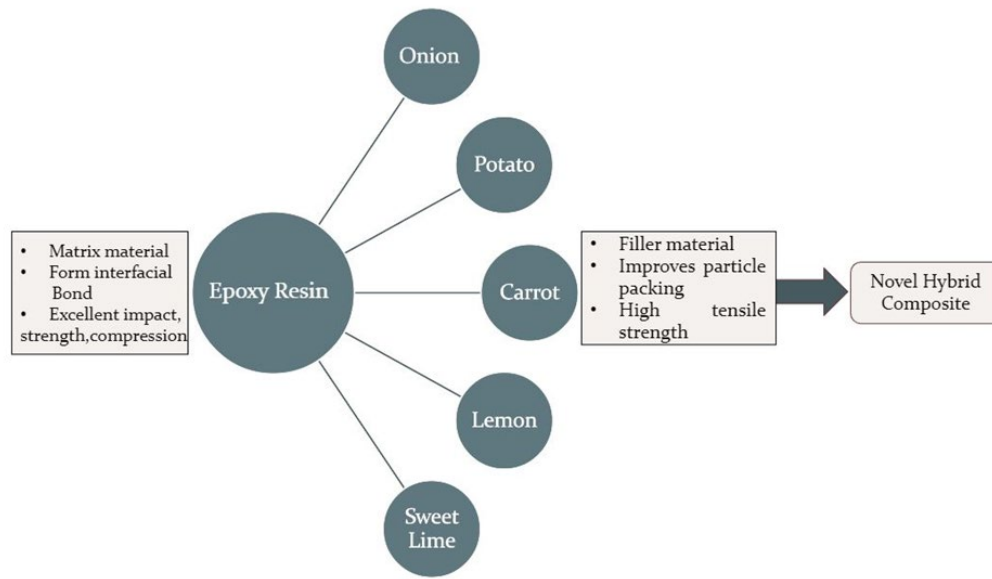 Onion
Potato
• Matrix material
• Form interfacial
Bond
• Excellent impact,
strength,compression
Epoxy Resin
Carrot
• Filler material
• Improves particle
packing
• High tensile
strength
Novel Hybrid
Composite
Lemon
Sweet
Lime